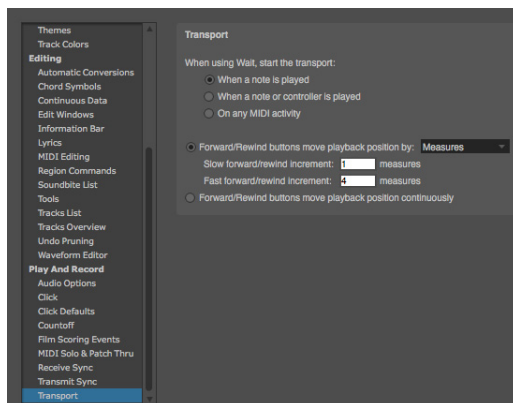 Themes
Track Colors
Editing
Automatic Conversions
Chord Symbols
Continuous Data
Edit Windows
Information Bar
Lyrics
MIDI Editing
Region Commands
Soundbite List
Tools
Tracks List
Tracks Overview
Undo Pruning
Waveform Editor
Play And Record
Audio Options
Click
Click Defaults
Countoff
Film Scoring Events
MIDI Solo & Patch Thru
Receive Sync
Transmit Sync
Transport
Transport
When using Wait, start the transport:
When a note is played
When a note or controller is played
On any MIDI activity
Forward/Rewind buttons move playback position by: Measures
Slow forward/rewind increment: 1 measures
Fast forward/rewind increment: 4 measures
Forward/Rewind buttons move playback position continuously